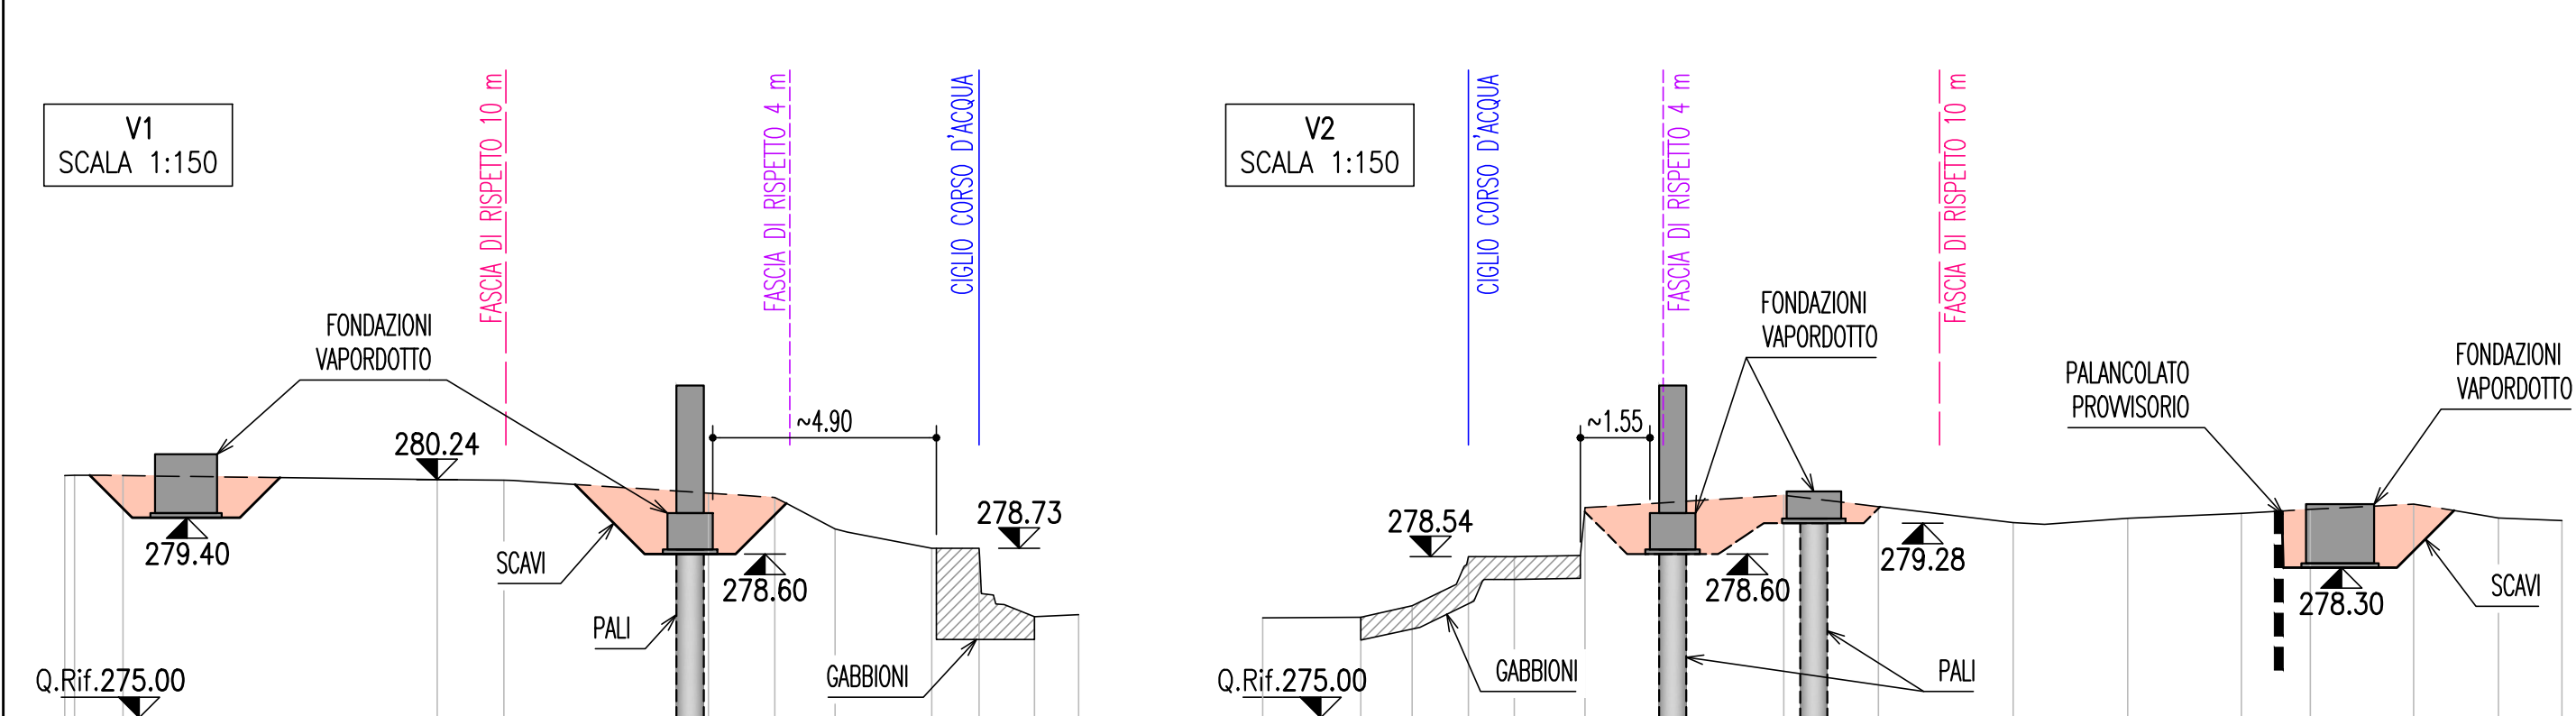 V1
SCALA 1:150
FASCIA DI RISPETTO 10 m
FASCIA DI RISPETTO 4 m
CIGLIO CORSO D'ACQUA
FONDAZIONI
VAPORDOTTO
280.24
~4.90
278.73
279.40
SCAVI
278.60
PALI
GABBIONI
Q.Rif.275.00
V2
SCALA 1:150
CIGLIO CORSO D'ACQUA
FASCIA DI RISPETTO 4 m
FASCIA DI RISPETTO 10 m
FONDAZIONI
VAPORDOTTO
PALANCOLATO
PROVVISORIO
FONDAZIONI
VAPORDOTTO
~1.55
278.54
279.28
278.60
278.30
SCAVI
GABBIONI
PALI
Q.Rif.275.00